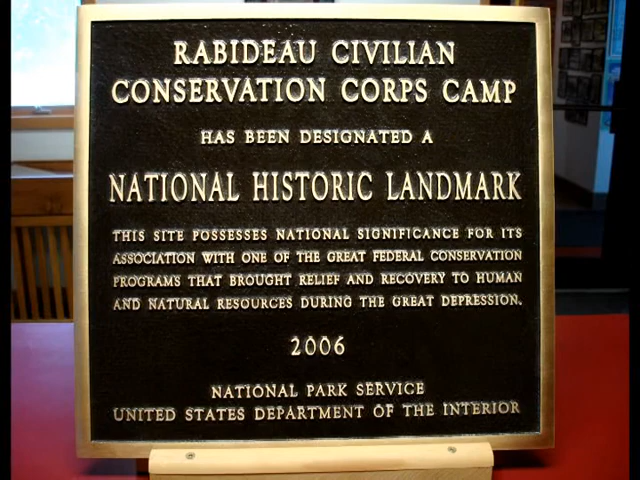 RABIDEAU CIVILIAN
CONSERVATION CORPS CAMP
HAS BEEN DESIGNATED A
NATIONAL HISTORIC LANDMARK
THIS SITE POSSESSES NATIONAL SIGNIFICANCE FOR ITS
ASSOCIATION WITH ONE OF THE GREAT FEDERAL CONSERVATION
PROGRAMS THAT BROUGHT RELIEF AND RECOVERY TO HUMAN
AND NATURAL RESOURCES DURING THE GREAT DEPRESSION.
2006
NATIONAL PARK SERVICE
UNITED STATES DEPARTMENT OF THE INTERIOR